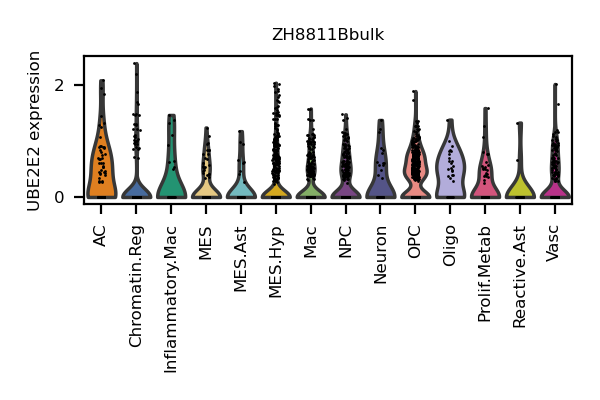 ZH8811Bbulk
UBE2E2 expression
2
0
AC
Chromatin.Reg
Inflammatory.Mac
MES
MES.Ast
MES.Hyp
Mac
NPC
Neuron
OPC
Oligo
Prolif.Metab
Reactive.Ast
Vasc